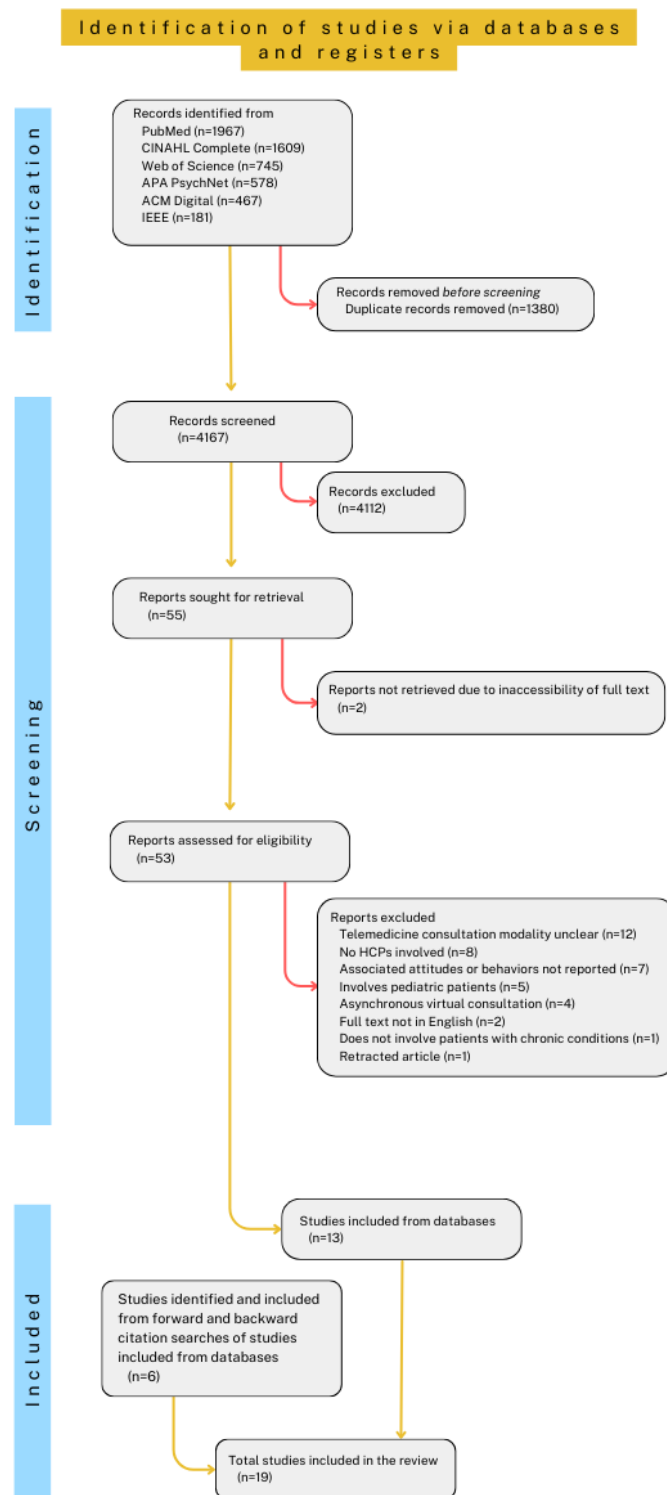 Identification of studies via databases
and registers
Identification
Records identified from
PubMed (n=1967)
CINAHL Complete (n=1609)
Web of Science (n=745)
APA PsychNet (n=578)
ACM Digital (n=467)
IEEE (n=181)
Records removed before screening
Duplicate records removed (n=1380)
Screening
Records screened
(n=4167)
Records excluded
(n=4112)
Reports sought for retrieval
(n=55)
Reports not retrieved due to inaccessibility of full text
(n=2)
Reports assessed for eligibility
(n=53)
Reports excluded
Telemedicine consultation modality unclear (n=12)
No HCPs involved (n=8)
Associated attitudes or behaviors not reported (n=7)
Involves pediatric patients (n=5)
Asynchronous virtual consultation (n=4)
Full text not in English (n=2)
Does not involve patients with chronic conditions (n=1)
Retracted article (n=1)
Included
Studies included from databases
(n=13)
Studies identified and included
from forward and backward
citation searches of studies
included from databases
(n=6)
Total studies included in the review
(n=19)